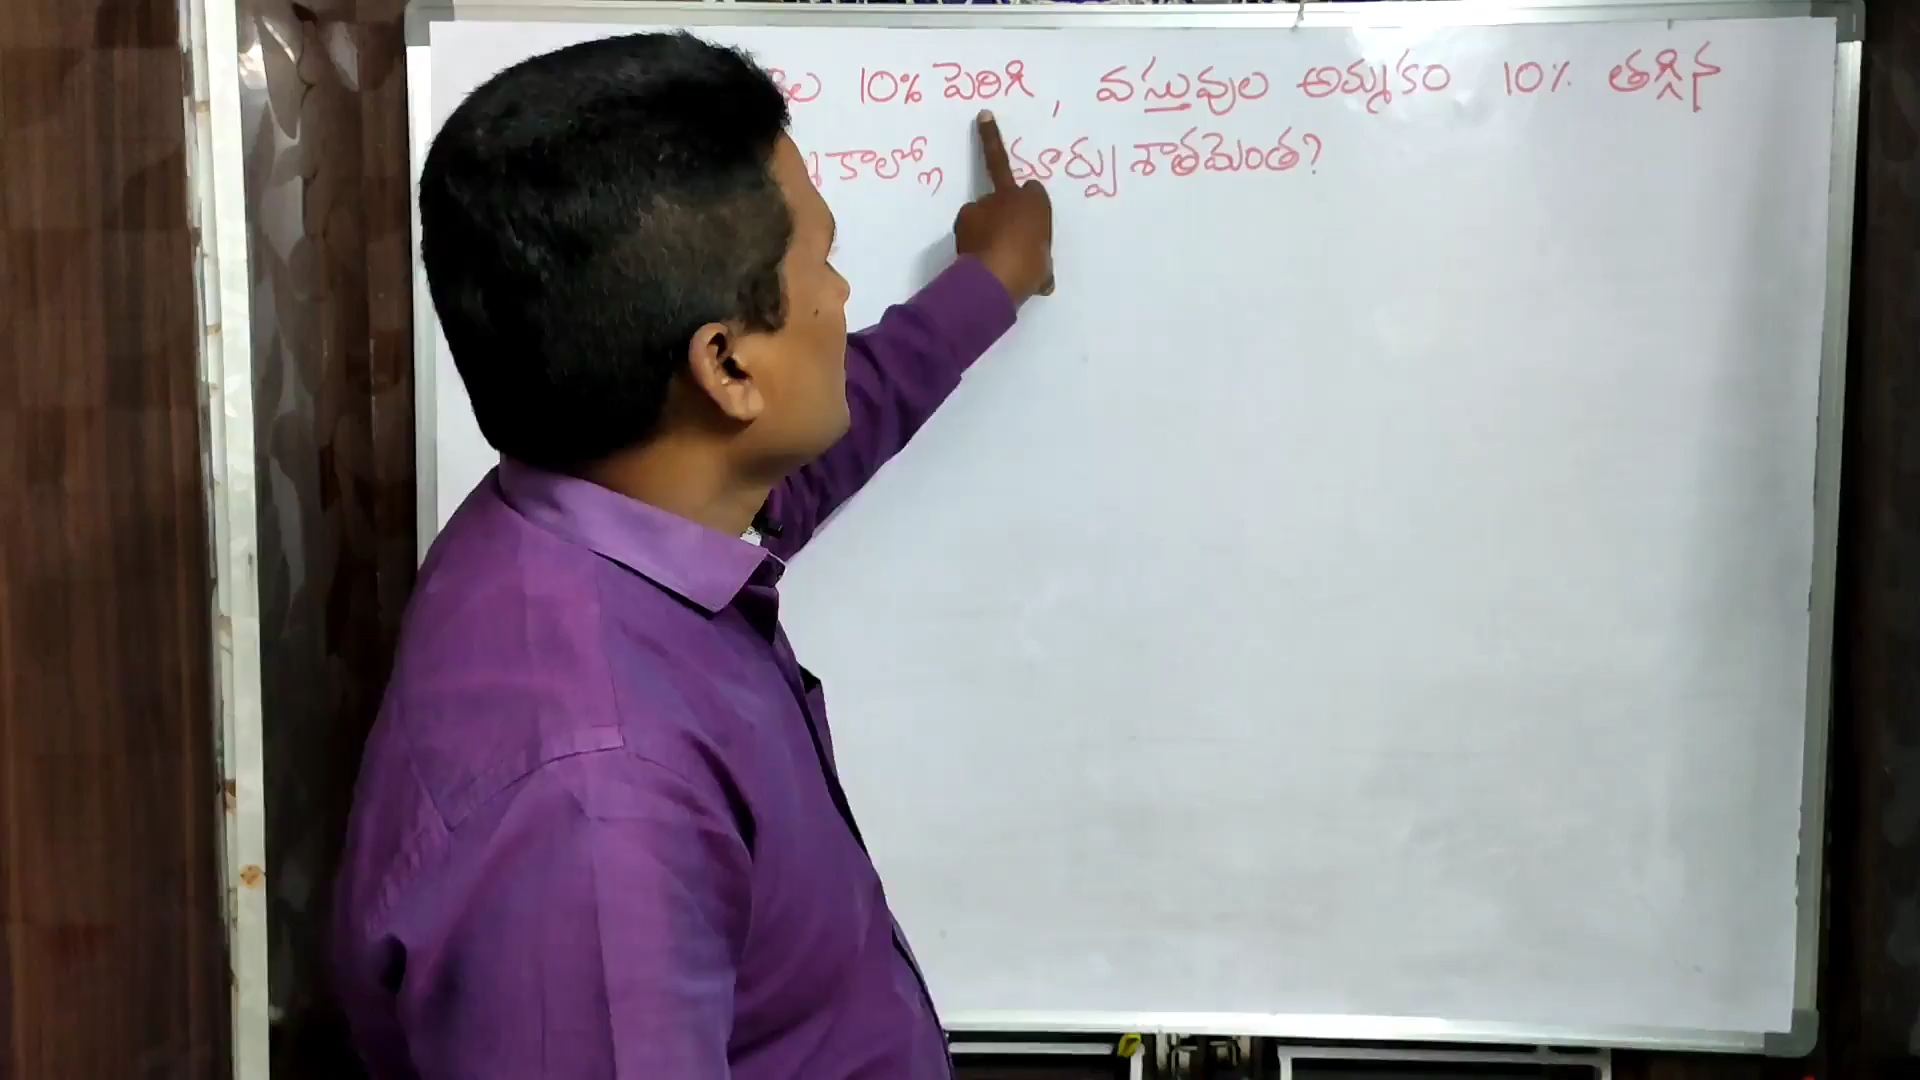 10% పెరిగి, వస్తువుల అమ్మకం 10% తగ్గిన
మార్పు శాతమెంత?